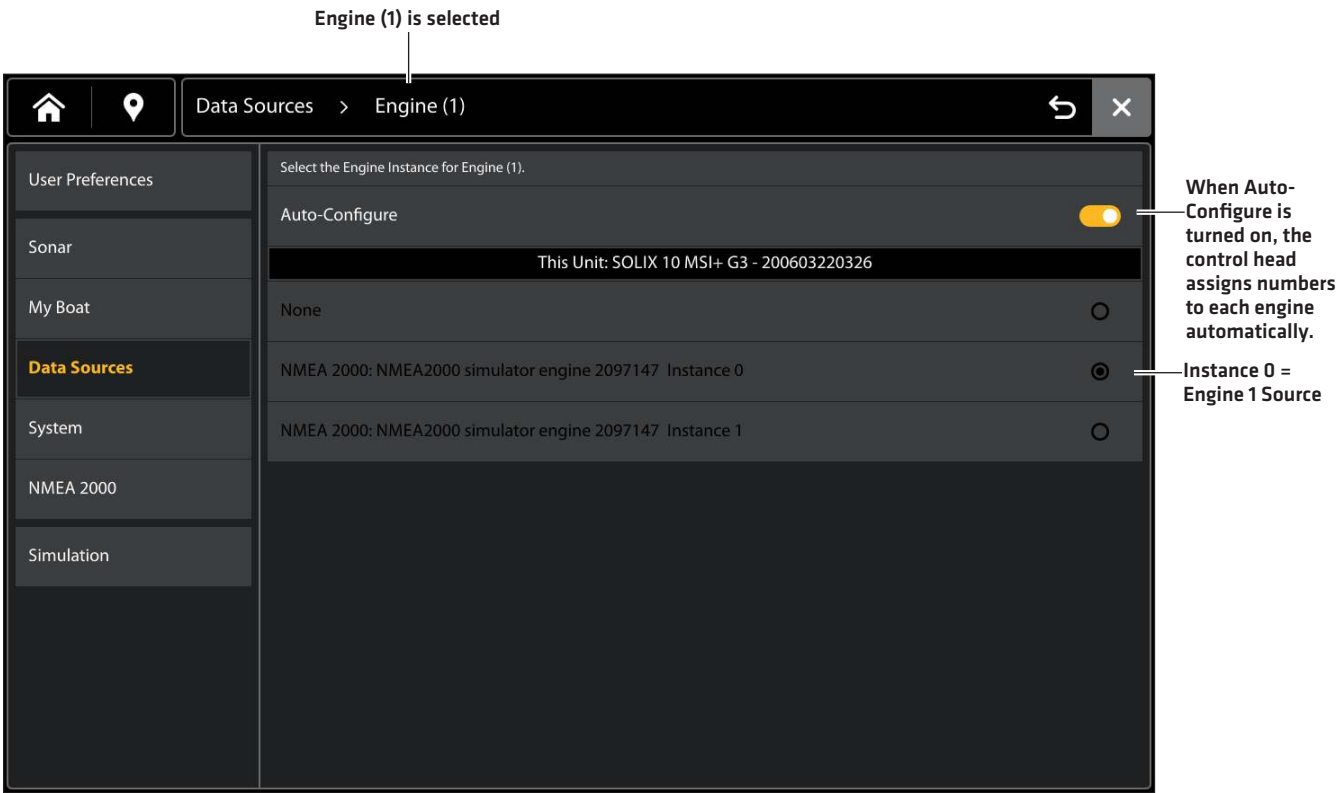 Engine (1) is selected
Data Sources > Engine (1)
User Preferences
Sonar
My Boat
Data Sources
System
NMEA 2000
Simulation
Select the Engine Instance for Engine (1).
Auto-Configure
This Unit: SOLIX 10 MSI+ G3 - 200603220326
None
NMEA 2000: NMEA2000 simulator engine 2097147 Instance 0
NMEA 2000: NMEA2000 simulator engine 2097147 Instance 1
When Auto-
Configure is
turned on, the
control head
assigns numbers
to each engine
automatically.
Instance 0 =
Engine 1 Source